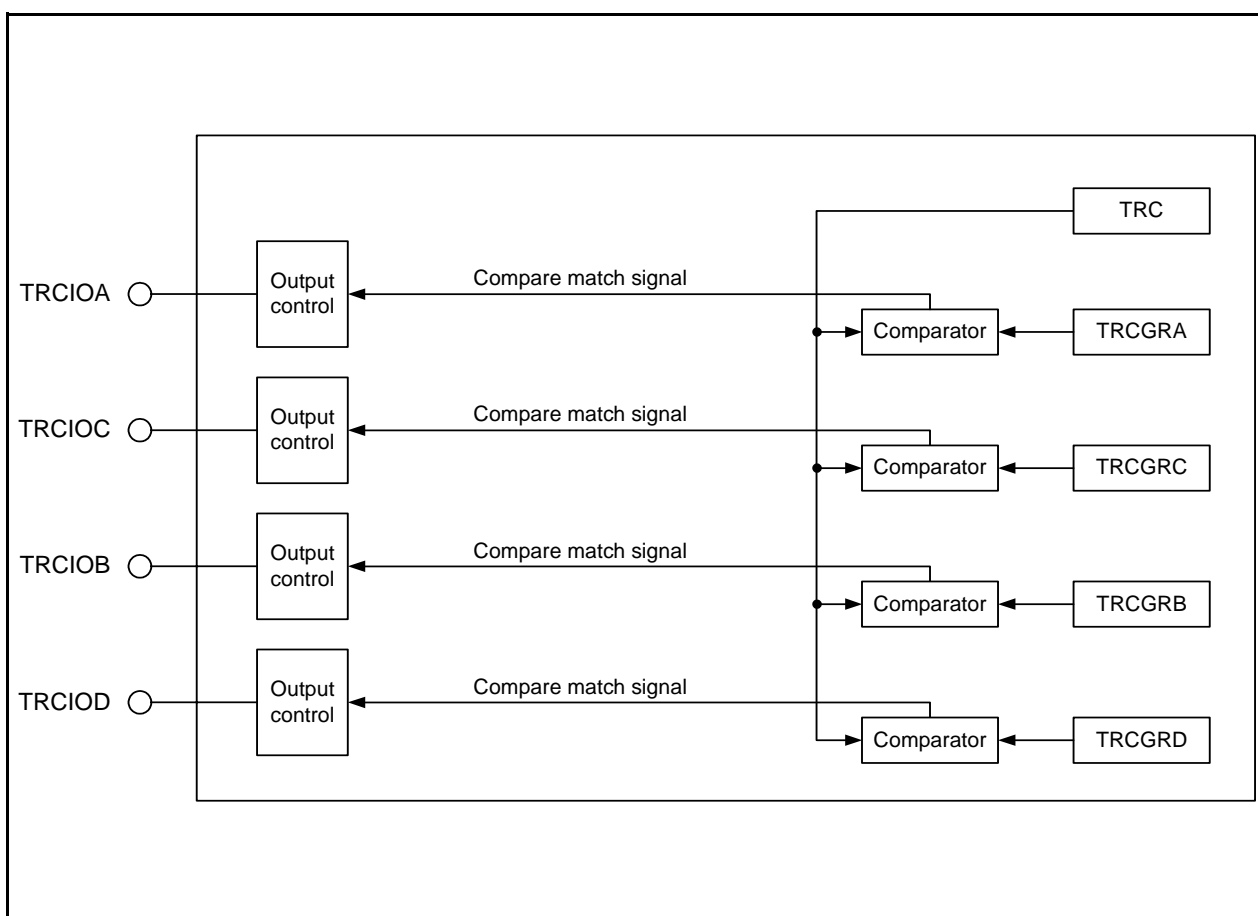 TRC
TRCIOA
Output
control
Compare match signal
Comparator
TRCGRA
TRCIOC
Output
control
Compare match signal
Comparator
TRCGRC
TRCIOB
Output
control
Compare match signal
Comparator
TRCGRB
TRCIOD
Output
control
Compare match signal
Comparator
TRCGRD